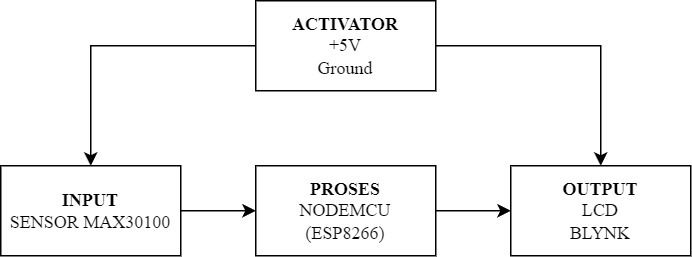 ACTIVATOR
+5V
Ground
INPUT
SENSOR MAX30100
PROSES
NODEMCU
(ESP8266)
OUTPUT
LCD
BLYNK